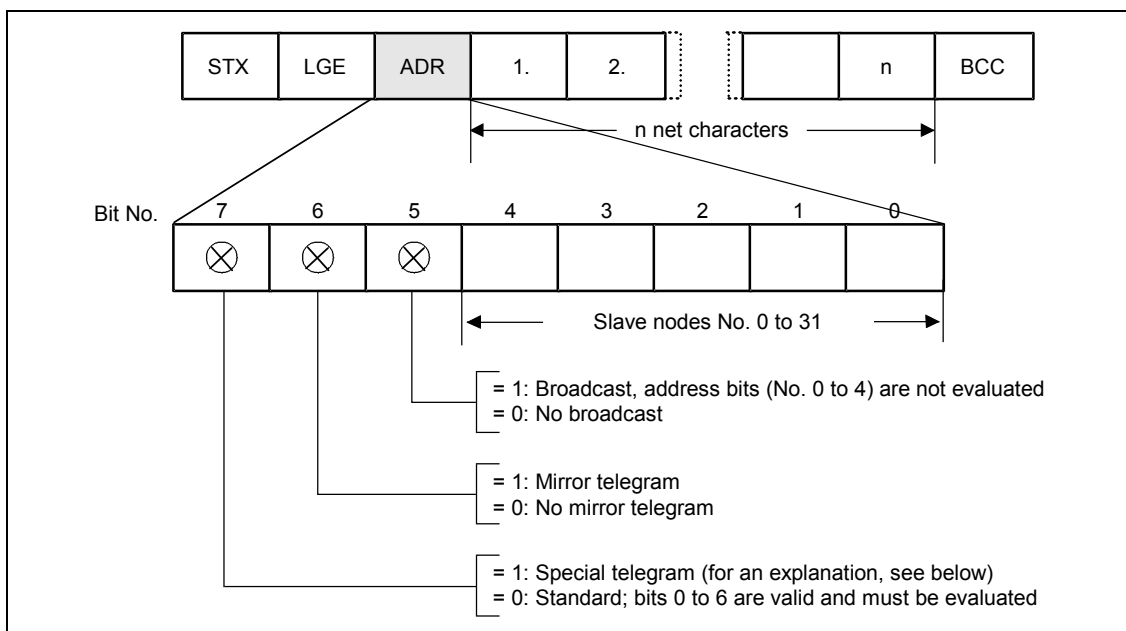 STX LGE ADR 1. 2. n BCC
n net characters
Bit No. 7 6 5 4 3 2 1 0
Slave nodes No. 0 to 31
= 1: Broadcast, address bits (No. 0 to 4) are not evaluated
= 0: No broadcast
= 1: Mirror telegram
= 0: No mirror telegram
= 1: Special telegram (for an explanation, see below)
= 0: Standard; bits 0 to 6 are valid and must be evaluated